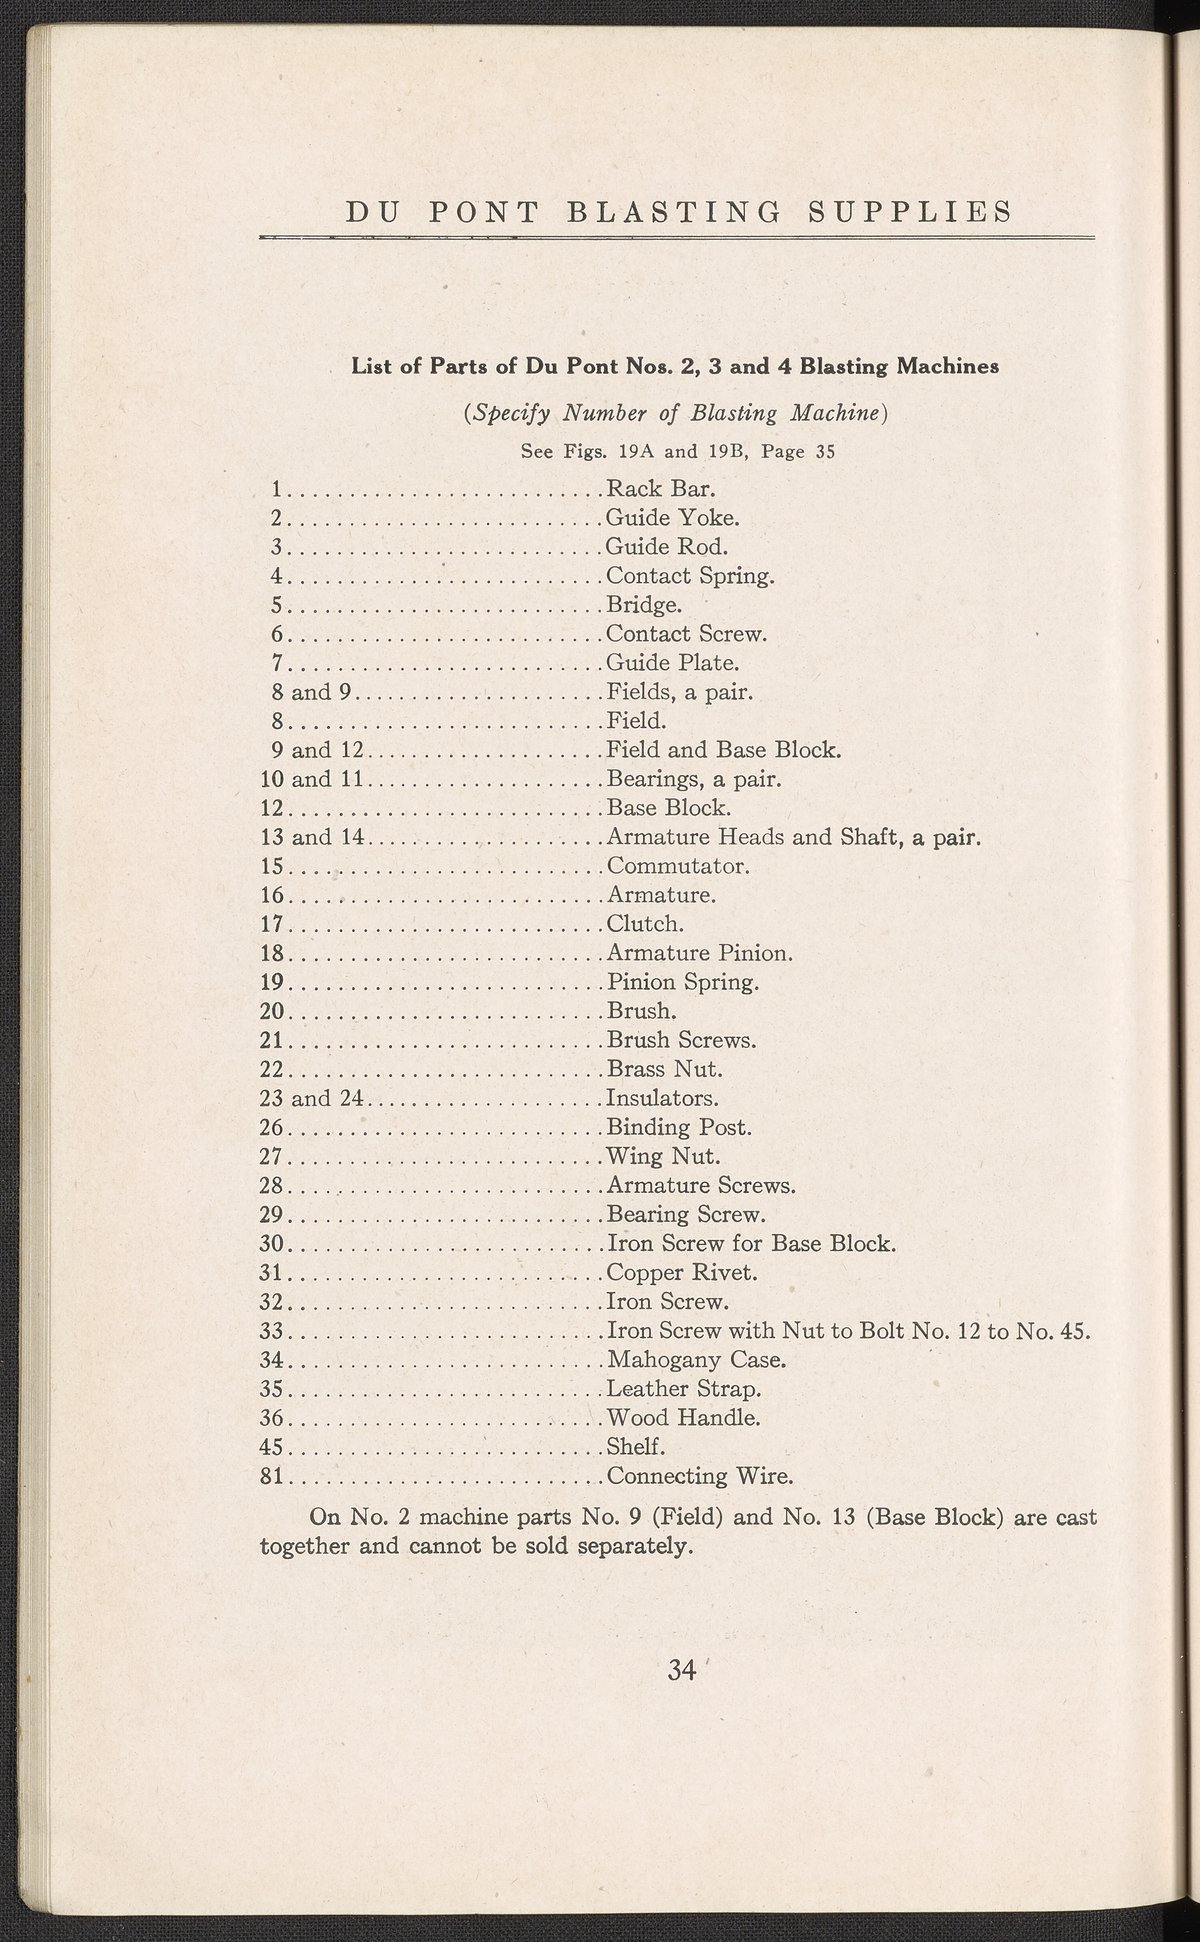 DU PONT BLASTING SUPPLIES
List of Parts of Du Pont Nos. 2, 3 and 4 Blasting Machines
(Specify Number of Blasting Machine)
See Figs. 19A and 19B, Page 35
1..........................Rack Bar.
2..........................Guide Yoke.
3..........................Guide Rod.
4..........................Contact Spring.
5..........................Bridge.
6..........................Contact Screw.
7..........................Guide Plate.
8 and 9.....................Fields, a pair.
8..........................Field.
9 and 12....................Field and Base Block.
10 and 11....................Bearings, a pair.
12..........................Base Block.
13 and 14....................Armature Heads and Shaft, a pair.
15..........................Commutator.
16..........................Armature.
17..........................Clutch.
18..........................Armature Pinion.
19..........................Pinion Spring.
20..........................Brush.
21..........................Brush Screws.
22..........................Brass Nut.
23 and 24....................Insulators.
26..........................Binding Post.
27..........................Wing Nut.
28..........................Armature Screws.
29..........................Bearing Screw.
30..........................Iron Screw for Base Block.
31..........................Copper Rivet.
32..........................Iron Screw.
33..........................Iron Screw with Nut to Bolt No. 12 to No. 45.
34..........................Mahogany Case.
35..........................Leather Strap.
36..........................Wood Handle.
45..........................Shelf.
81..........................Connecting Wire.
On No. 2 machine parts No. 9 (Field) and No. 13 (Base Block) are cast
together and cannot be sold separately.
34